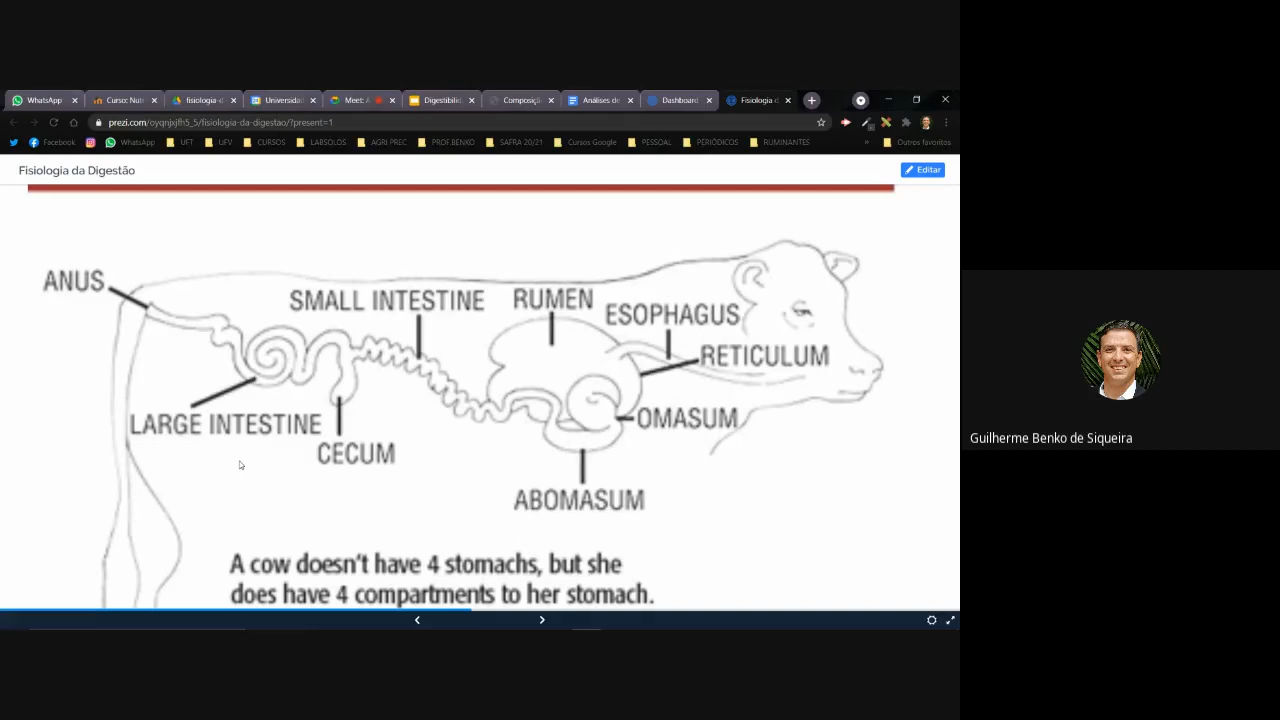 WhatsApp
Curso: Nutr
fisiologia-d
Universidad
Meet: A
Digestibilid
Composiçã
Análises de
Dashboard
Fisiologia d
prezi.com/oyqnjxjfh5_5/fisiologia-da-digestao/?present=1
Facebook
WhatsApp
UFT
UFV
CURSOS
LABSOLOS
AGRI PREC
PROF.BENKO
SAFRA 20/21
Cursos Google
PESSOAL
PERIÓDICOS
RUMINANTES
»
Outros favoritos
Fisiologia da Digestão
Editar
ANUS
SMALL INTESTINE
RUMEN
ESOPHAGUS
RETICULUM
LARGE INTESTINE
OMASUM
CECUM
ABOMASUM
A cow doesn't have 4 stomachs, but she
does have 4 compartments to her stomach.
Guilherme Benko de Siqueira